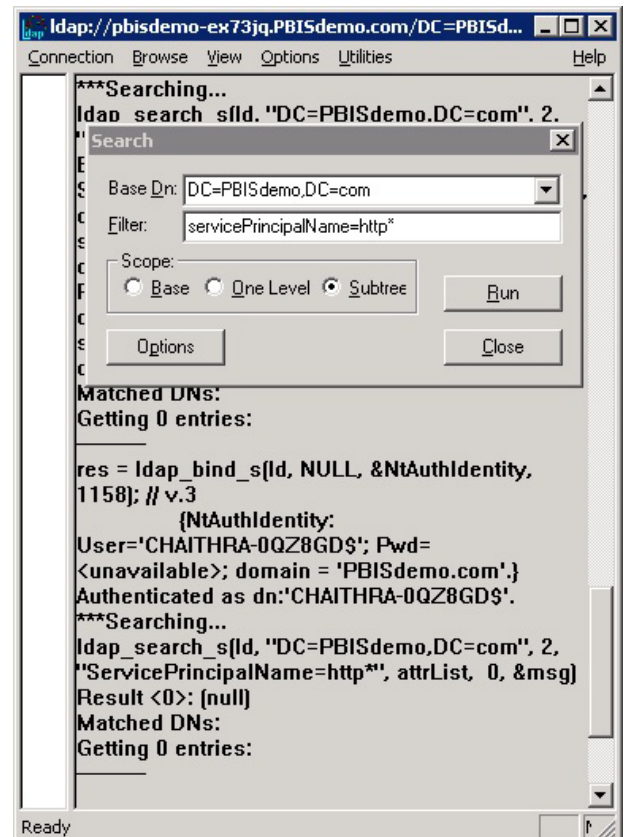 ldap://pbisdemo-ex73jq.PBISdemo.com/DC=PBISd...
Connection Browse View Options Utilities Help
***Searching...
ldap_search_s(ld, "DC=PBISdemo,DC=com", 2,
Search
Base Dn: DC=PBISdemo,DC=com
Filter: servicePrincipalName=http*
Scope:
Base One Level Subtree
Run
Options
Close
Matched DNs:
Getting 0 entries:
res = ldap_bind_s(ld, NULL, &NtAuthIdentity,
1158); // v.3
{NtAuthIdentity:
User='CHAITHRA-0QZ8GD$'; Pwd=
<unavailable>; domain = 'PBISdemo.com'.}
Authenticated as dn:'CHAITHRA-0QZ8GD$'.
***Searching...
ldap_search_s(ld, "DC=PBISdemo,DC=com", 2,
"ServicePrincipalName=http*", attrList, 0, &msg)
Result <0>: (null)
Matched DNs:
Getting 0 entries:
Ready